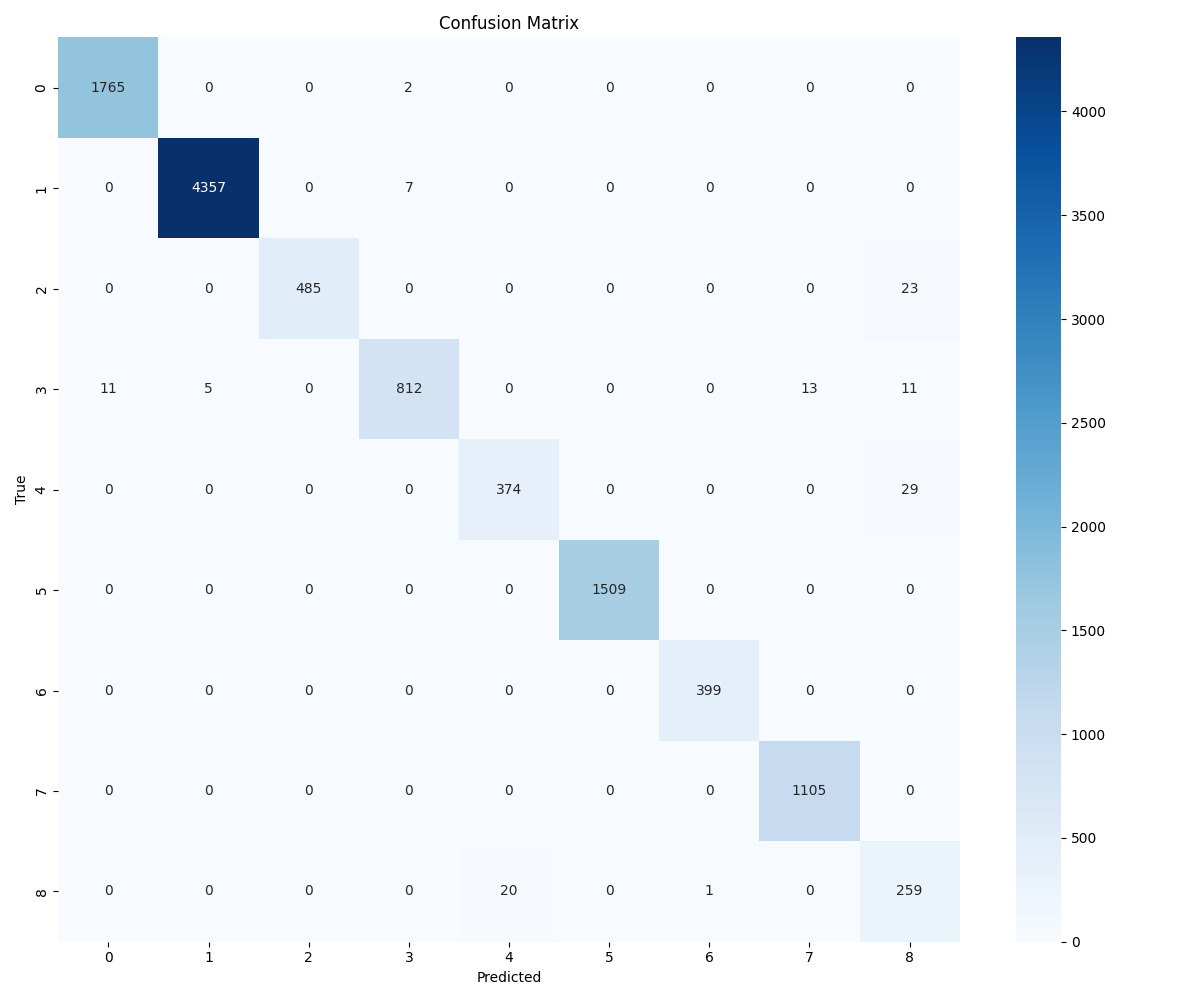 Confusion Matrix
0 1765 0 0 2 0 0 0 0 0
1 0 4357 0 7 0 0 0 0 0
2 0 0 485 0 0 0 0 0 23
3 11 5 0 812 0 0 0 13 11
4 0 0 0 0 374 0 0 0 29
5 0 0 0 0 0 1509 0 0 0
6 0 0 0 0 0 0 399 0 0
7 0 0 0 0 0 0 0 1105 0
8 0 0 0 0 20 0 1 0 259
0 1 2 3 4 5 6 7 8
True
Predicted
4000
3500
3000
2500
2000
1500
1000
500
0